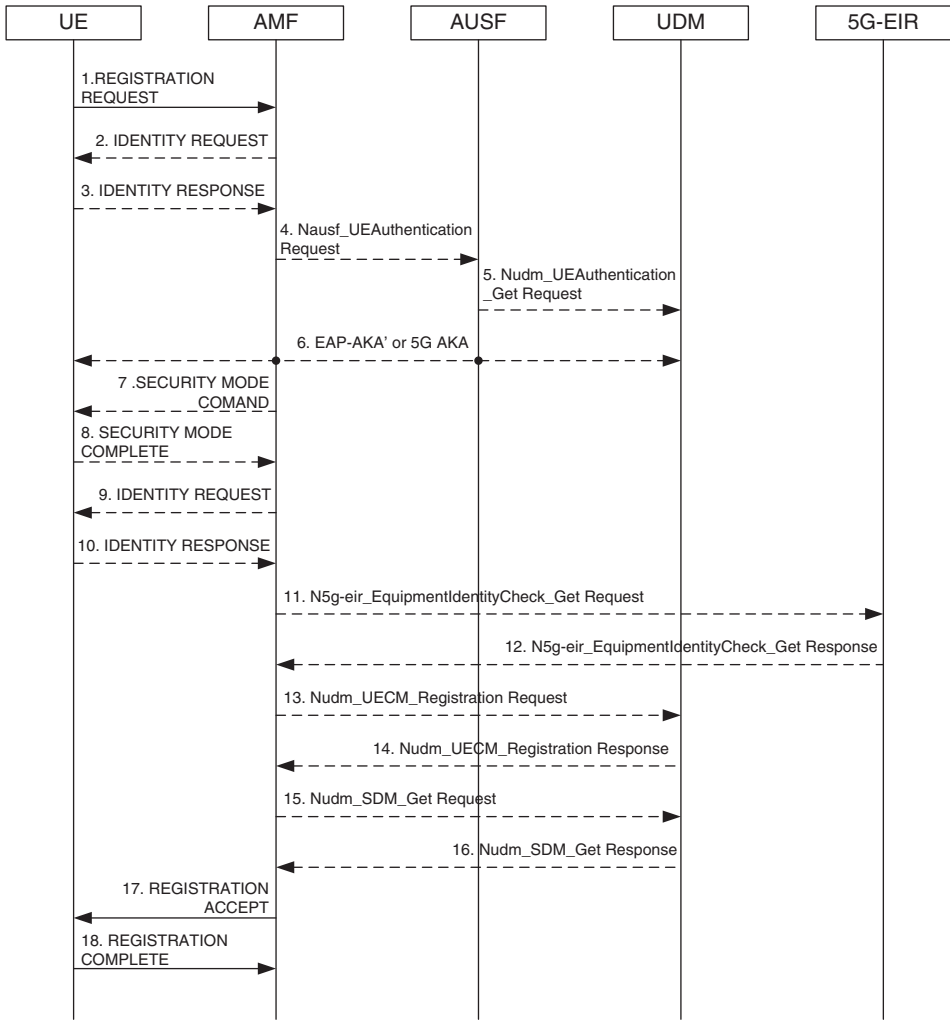 UE AMF AUSF UDM 5G-EIR
1.REGISTRATION
REQUEST
2. IDENTITY REQUEST
3. IDENTITY RESPONSE
4. Nausf_UEAuthentication
Request
5. Nudm_UEAuthentication
_Get Request
6. EAP-AKA’ or 5G AKA
7 .SECURITY MODE
COMAND
8. SECURITY MODE
COMPLETE
9. IDENTITY REQUEST
10. IDENTITY RESPONSE
11. N5g-eir_EquipmentIdentityCheck_Get Request
12. N5g-eir_EquipmentIdentityCheck_Get Response
13. Nudm_UECM_Registration Request
14. Nudm_UECM_Registration Response
15. Nudm_SDM_Get Request
16. Nudm_SDM_Get Response
17. REGISTRATION
ACCEPT
18. REGISTRATION
COMPLETE